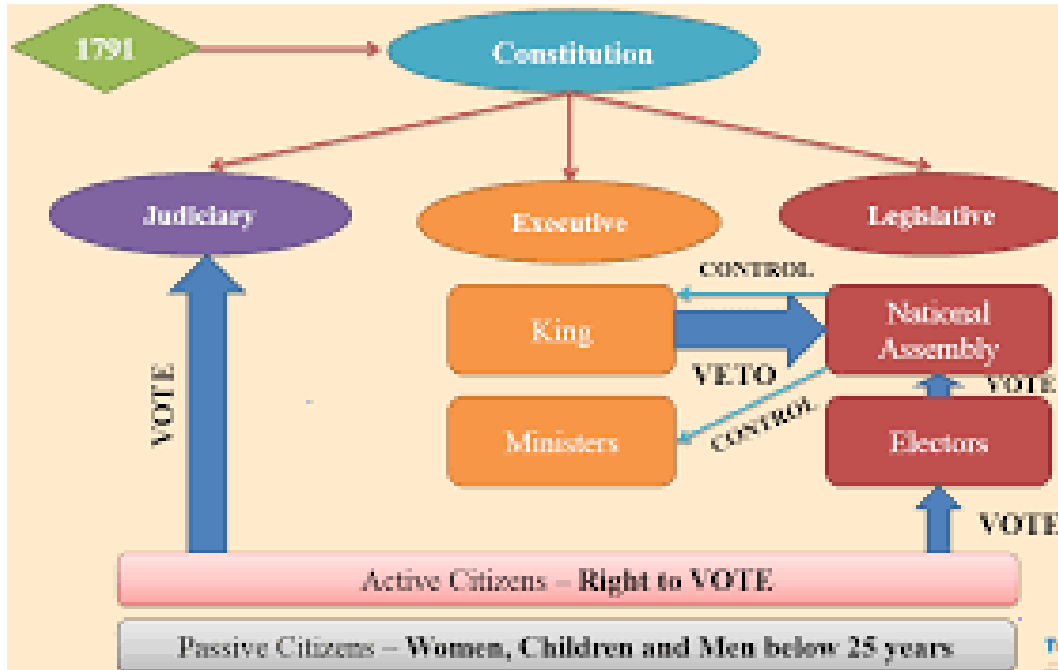 1791
Constitution
Judiciary
Executive
Legislative
CONTROL
King
National
Assembly
VETO
VOTE
VOTE
Ministers
CONTROL
Electors
VOTE
Active Citizens – Right to VOTE
Passive Citizens – Women, Children and Men below 25 years
T